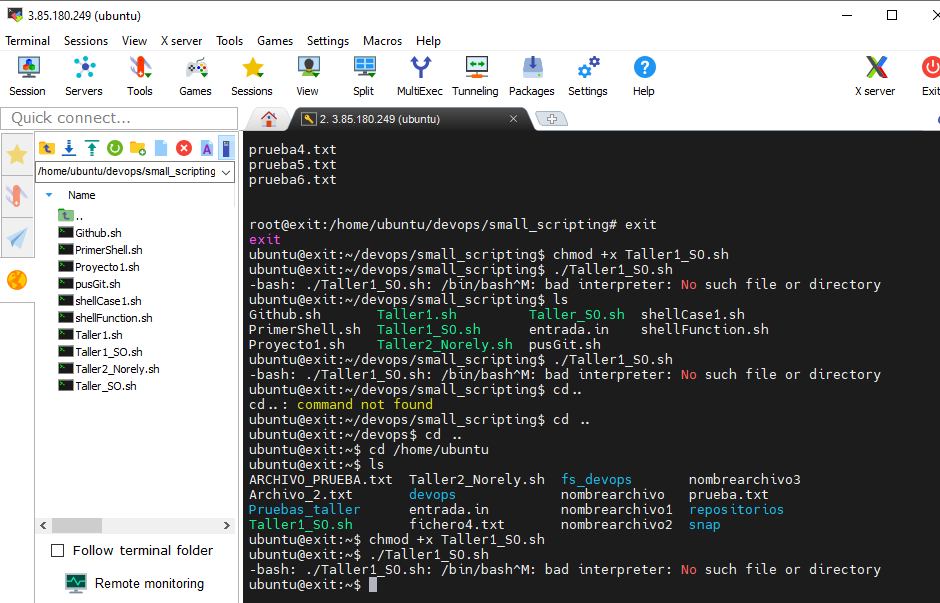 3.85.180.249 (ubuntu)
Terminal Sessions View X server Tools Games Settings Macros Help
Session Servers Tools Games Sessions View Split MultiExec Tunneling Packages Settings Help X server Exit
Quick connect...
2. 3.85.180.249 (ubuntu)
/home/ubuntu/devops/small_scripting
Name
..
Github.sh
PrimerShell.sh
Proyecto1.sh
pusGit.sh
shellCase1.sh
shellFunction.sh
Taller1.sh
Taller1_SO.sh
Taller2_Norely.sh
Taller_SO.sh
Follow terminal folder
Remote monitoring
prueba4.txt
prueba5.txt
prueba6.txt
root@exit:/home/ubuntu/devops/small_scripting# exit
exit
ubuntu@exit:~/devops/small_scripting$ chmod +x Taller1_SO.sh
ubuntu@exit:~/devops/small_scripting$ ./Taller1_SO.sh
-bash: ./Taller1_SO.sh: /bin/bash^M: bad interpreter: No such file or directory
ubuntu@exit:~/devops/small_scripting$ ls
Github.sh Taller1.sh Taller_SO.sh shellCase1.sh
PrimerShell.sh Taller1_SO.sh entrada.in shellFunction.sh
Proyecto1.sh Taller2_Norely.sh pusGit.sh
ubuntu@exit:~/devops/small_scripting$ ./Taller1_SO.sh
-bash: ./Taller1_SO.sh: /bin/bash^M: bad interpreter: No such file or directory
ubuntu@exit:~/devops/small_scripting$ cd..
cd..: command not found
ubuntu@exit:~/devops/small_scripting$ cd ..
ubuntu@exit:~/devops$ cd ..
ubuntu@exit:~$ cd /home/ubuntu
ubuntu@exit:~$ ls
ARCHIVO_PRUEBA.txt Taller2_Norely.sh fs_devops nombrearchivo3
Archivo_2.txt devops nombrearchivo prueba.txt
Pruebas_taller entrada.in nombrearchivo1 repositorios
Taller1_SO.sh fichero4.txt nombrearchivo2 snap
ubuntu@exit:~$ chmod +x Taller1_SO.sh
ubuntu@exit:~$ ./Taller1_SO.sh
-bash: ./Taller1_SO.sh: /bin/bash^M: bad interpreter: No such file or directory
ubuntu@exit:~$